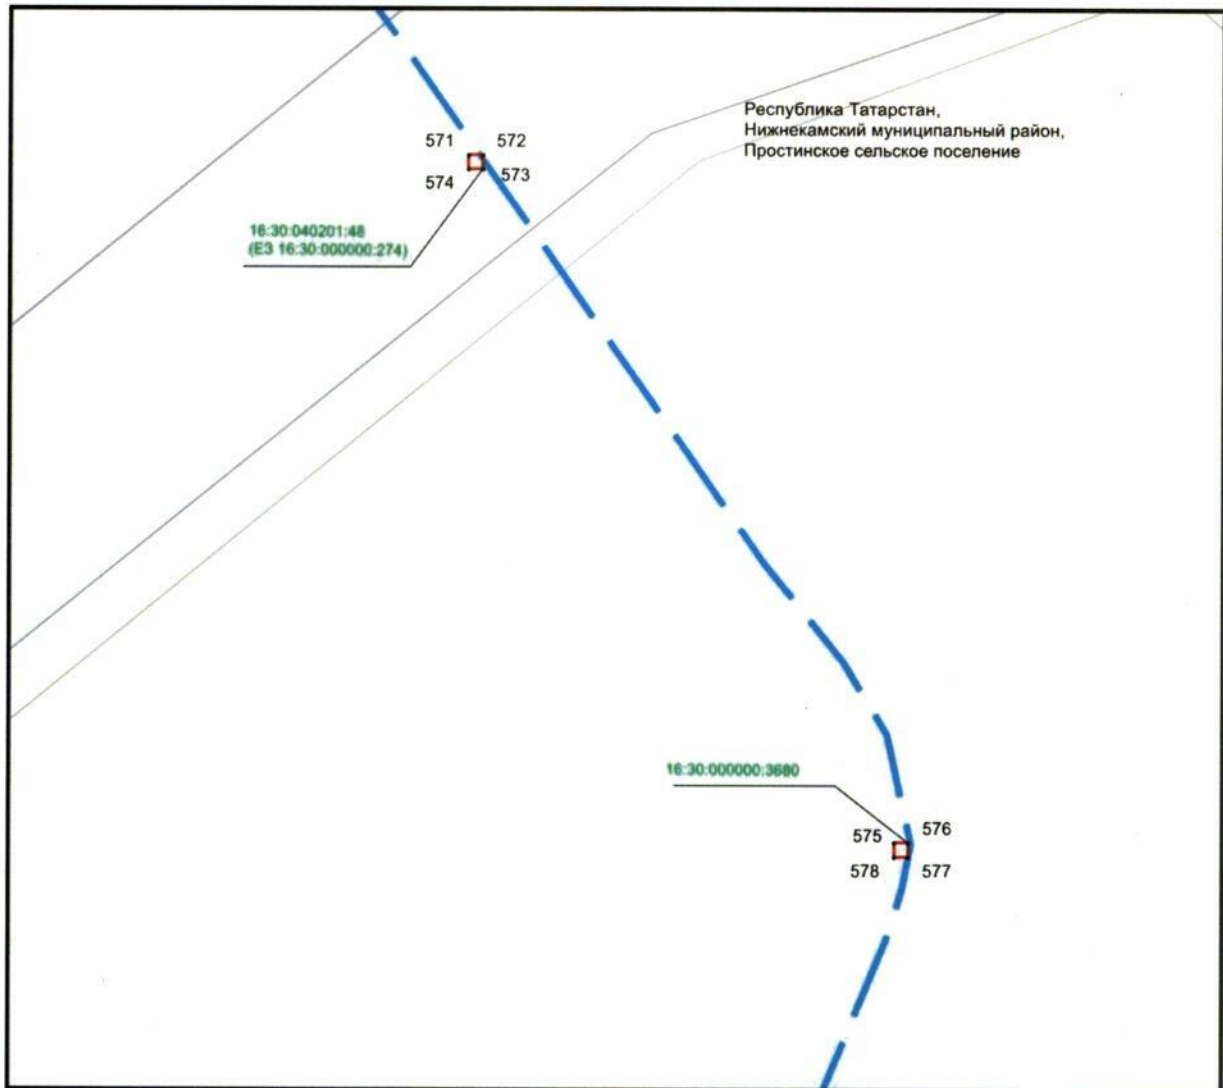 Республика Татарстан,
Нижнекамский муниципальный район,
Простинское сельское поселение
571 572
574 573
16:30:040201:48
(ЕЗ 16:30:000000:274)
16:30:000000:3680
575 576
578 577